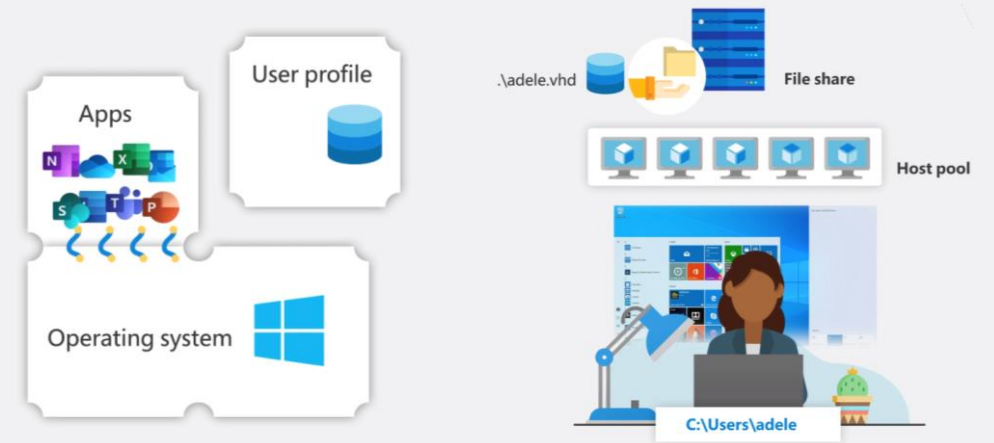 User profile
Apps
N
X
S
T
P
Operating system
.\adele.vhd
File share
Host pool
C:\Users\adele